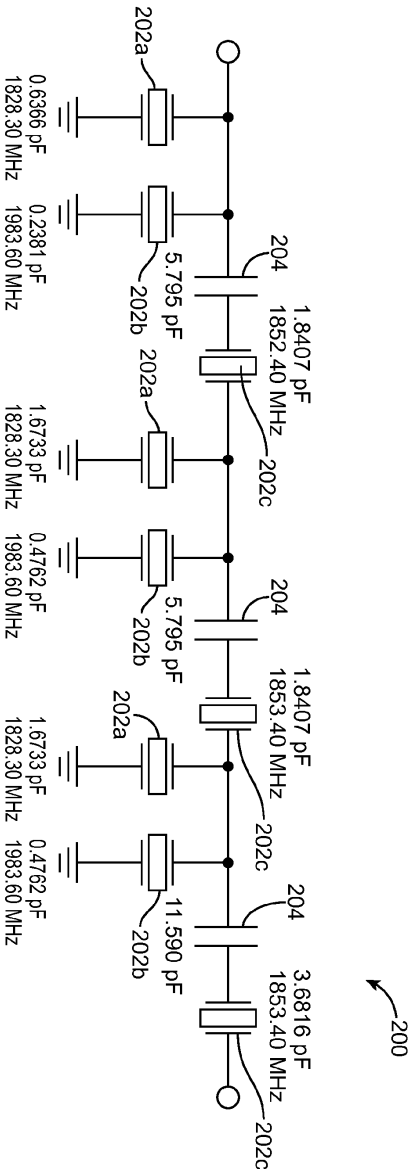 200
204
1.8407 pF
1852.40 MHz
202c
204
1.8407 pF
1853.40 MHz
202c
204
3.6816 pF
1853.40 MHz
202c
5.795 pF
5.795 pF
11.590 pF
202a
202b
202a
202b
202a
202b
0.6366 pF
1828.30 MHz
0.2381 pF
1983.60 MHz
1.6733 pF
1828.30 MHz
0.4762 pF
1983.60 MHz
1.6733 pF
1828.30 MHz
0.4762 pF
1983.60 MHz